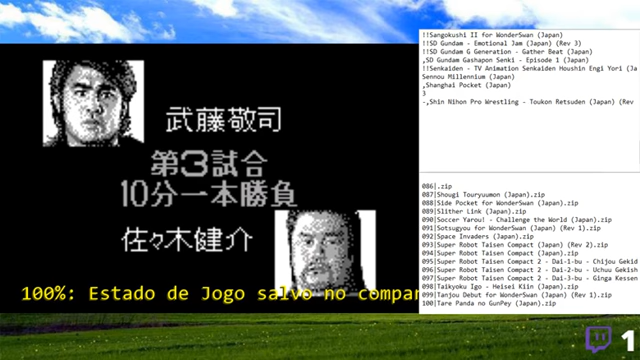 武藤敬司
第3試合
10分一本勝負
佐々木健介
100%: Estado de Jogo salvo no compar
!!Sangokushi II for WonderSwan (Japan)
!!SD Gundam - Emotional Jam (Japan) (Rev 3)
!!SD Gundam G Generation - Gather Beat (Japan)
,SD Gundam Gashapon Senki - Episode 1 (Japan)
!!Senkaiden - TV Animation Senkaiden Houshin Engi Yori (Ja
Sennou Millennium (Japan)
,Shanghai Pocket (Japan)
3
-,Shin Nihon Pro Wrestling - Toukon Retsuden (Japan) (Rev
086|.zip
087|Shougi Touryuumon (Japan).zip
088|Side Pocket for WonderSwan (Japan).zip
089|Slither Link (Japan).zip
090|Soccer Yarou! - Challenge the World (Japan).zip
091|Sotsugyou for WonderSwan (Japan) (Rev 1).zip
092|Space Invaders (Japan).zip
093|Super Robot Taisen Compact (Japan) (Rev 2).zip
094|Super Robot Taisen Compact (Japan).zip
095|Super Robot Taisen Compact 2 - Dai-1-bu - Chijou Gekid
096|Super Robot Taisen Compact 2 - Dai-2-bu - Uchuu Gekish
097|Super Robot Taisen Compact 2 - Dai-3-bu - Ginga Kessen
098|Taikyoku Igo - Heisei Kiin (Japan).zip
099|Tanjou Debut for WonderSwan (Japan) (Rev 1).zip
100|Tare Panda no GunPey (Japan).zip
1